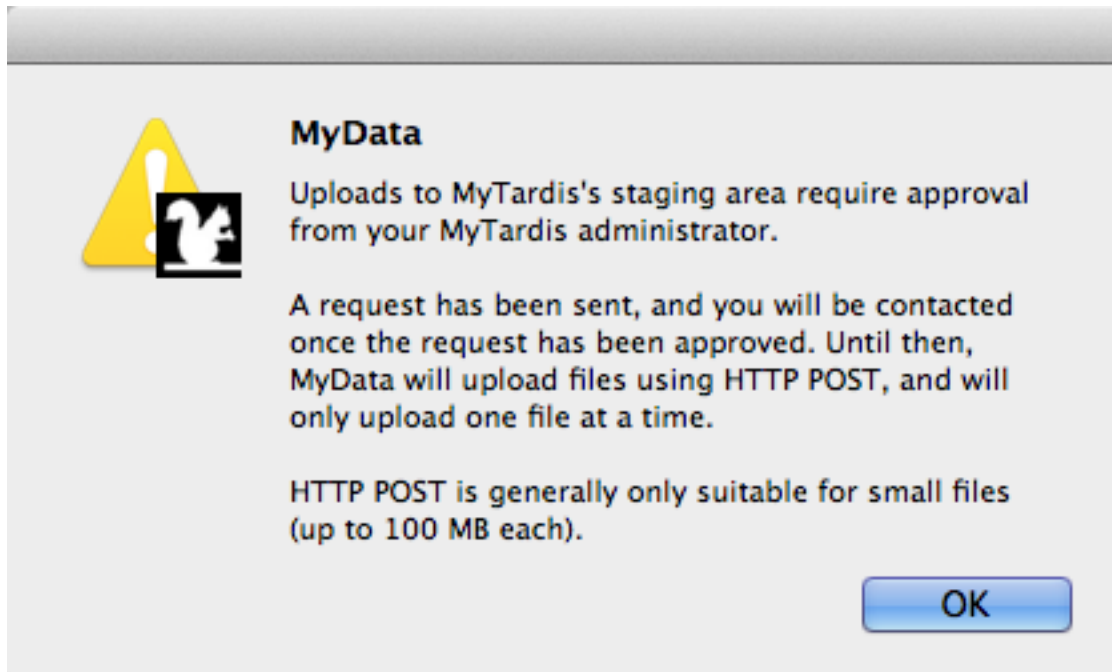 MyData
Uploads to MyTardis's staging area require approval
from your MyTardis administrator.
A request has been sent, and you will be contacted
once the request has been approved. Until then,
MyData will upload files using HTTP POST, and will
only upload one file at a time.
HTTP POST is generally only suitable for small files
(up to 100 MB each).
OK